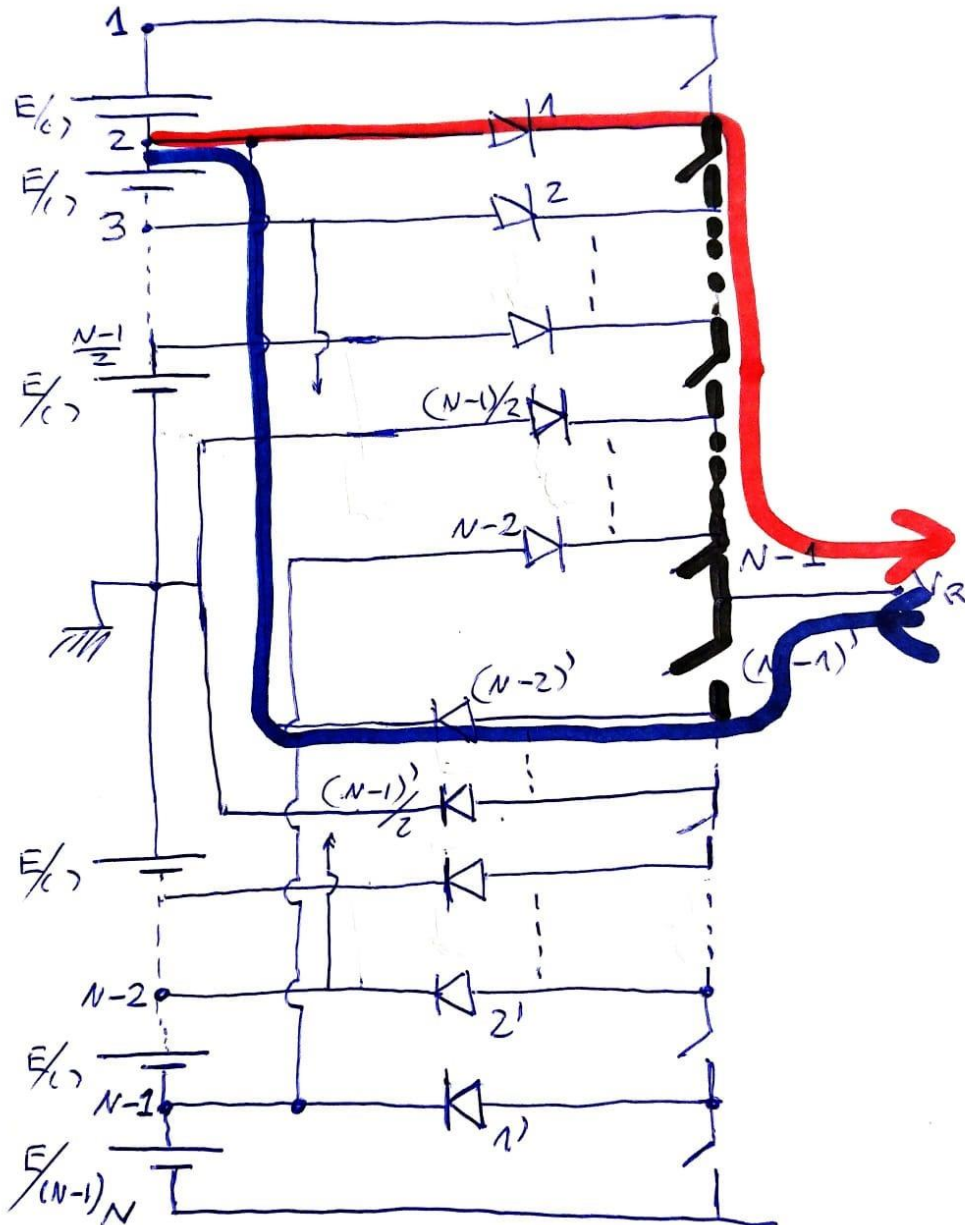 1
E/()
1
2
E/()
2
3
N-1
2
E/()
(N-1)/2
N-2
N-1
V_R
(N-1)'
(N-2)'
(N-1)'
/2
E/()
N-2
2'
E/()
N-1
1'
E/(N-1)
N